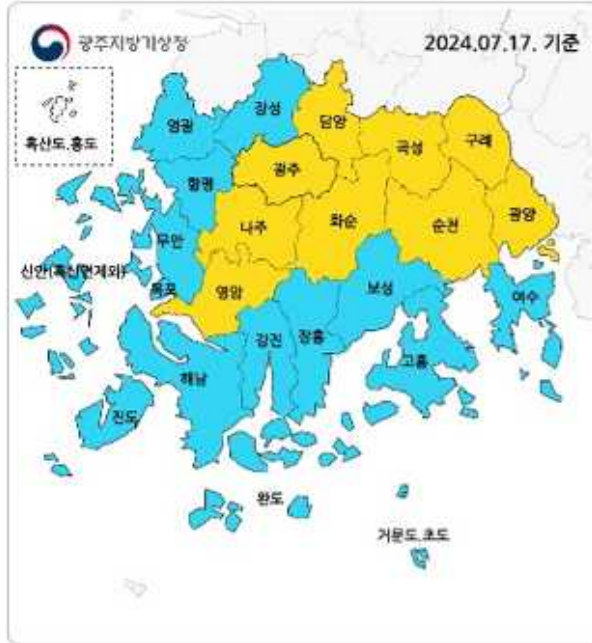 광주지방기상청
2024.07.17. 기준
흑산도.홍도
영광
장성
담양
곡성
구례
함평
광주
무안
나주
화순
순천
광양
신안(흑산면제외)
목포
영암
보성
여수
강진
장흥
고흥
해남
진도
완도
거문도.초도